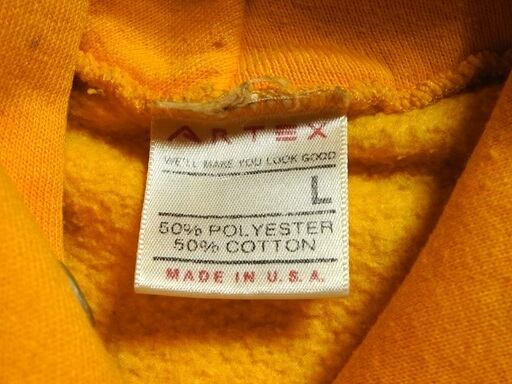 ARTEX
WE'LL MAKE YOU LOOK GOOD
L
50% POLYESTER
50% COTTON
MADE IN U.S.A.